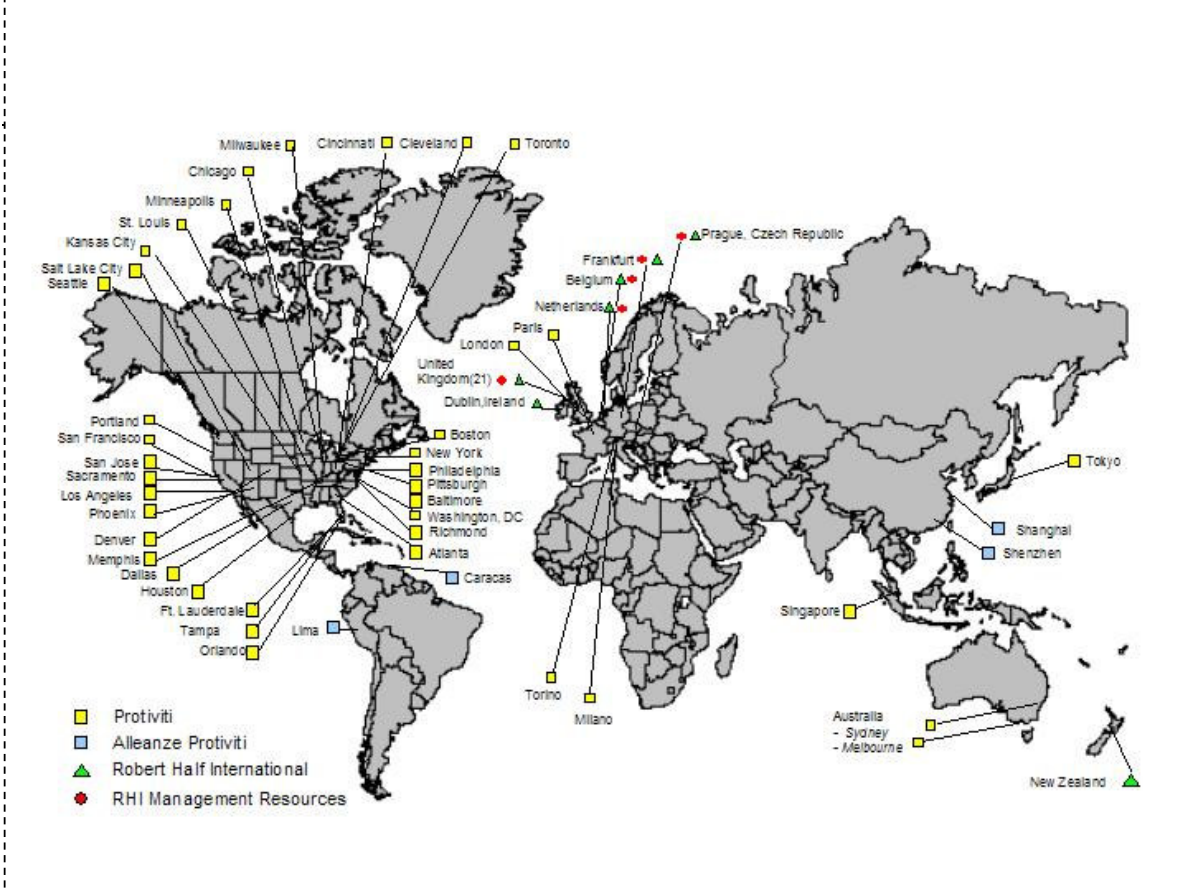 Milwaukee
Cincinnati
Cleveland
Toronto
Chicago
Minneapolis
St. Louis
Kansas City
Salt Lake City
Seattle
Prague, Czech Republic
Frankfurt
Belgium
Netherlands
Paris
London
United
Kingdom(21)
Dublin,Ireland
Portland
San Francisco
San Jose
Sacramento
Los Angeles
Phoenix
Denver
Memphis
Dallas
Houston
Ft. Lauderdale
Tampa
Orlando
Boston
New York
Philadelphia
Pittsburgh
Baltimore
Washington, DC
Richmond
Atlanta
Caracas
Lima
Tokyo
Shanghai
Shenzhen
Singapore
Torino
Milano
Australia
- Sydney
- Melbourne
New Zealand
Protiviti
Alleanze Protiviti
Robert Half International
RHI Management Resources